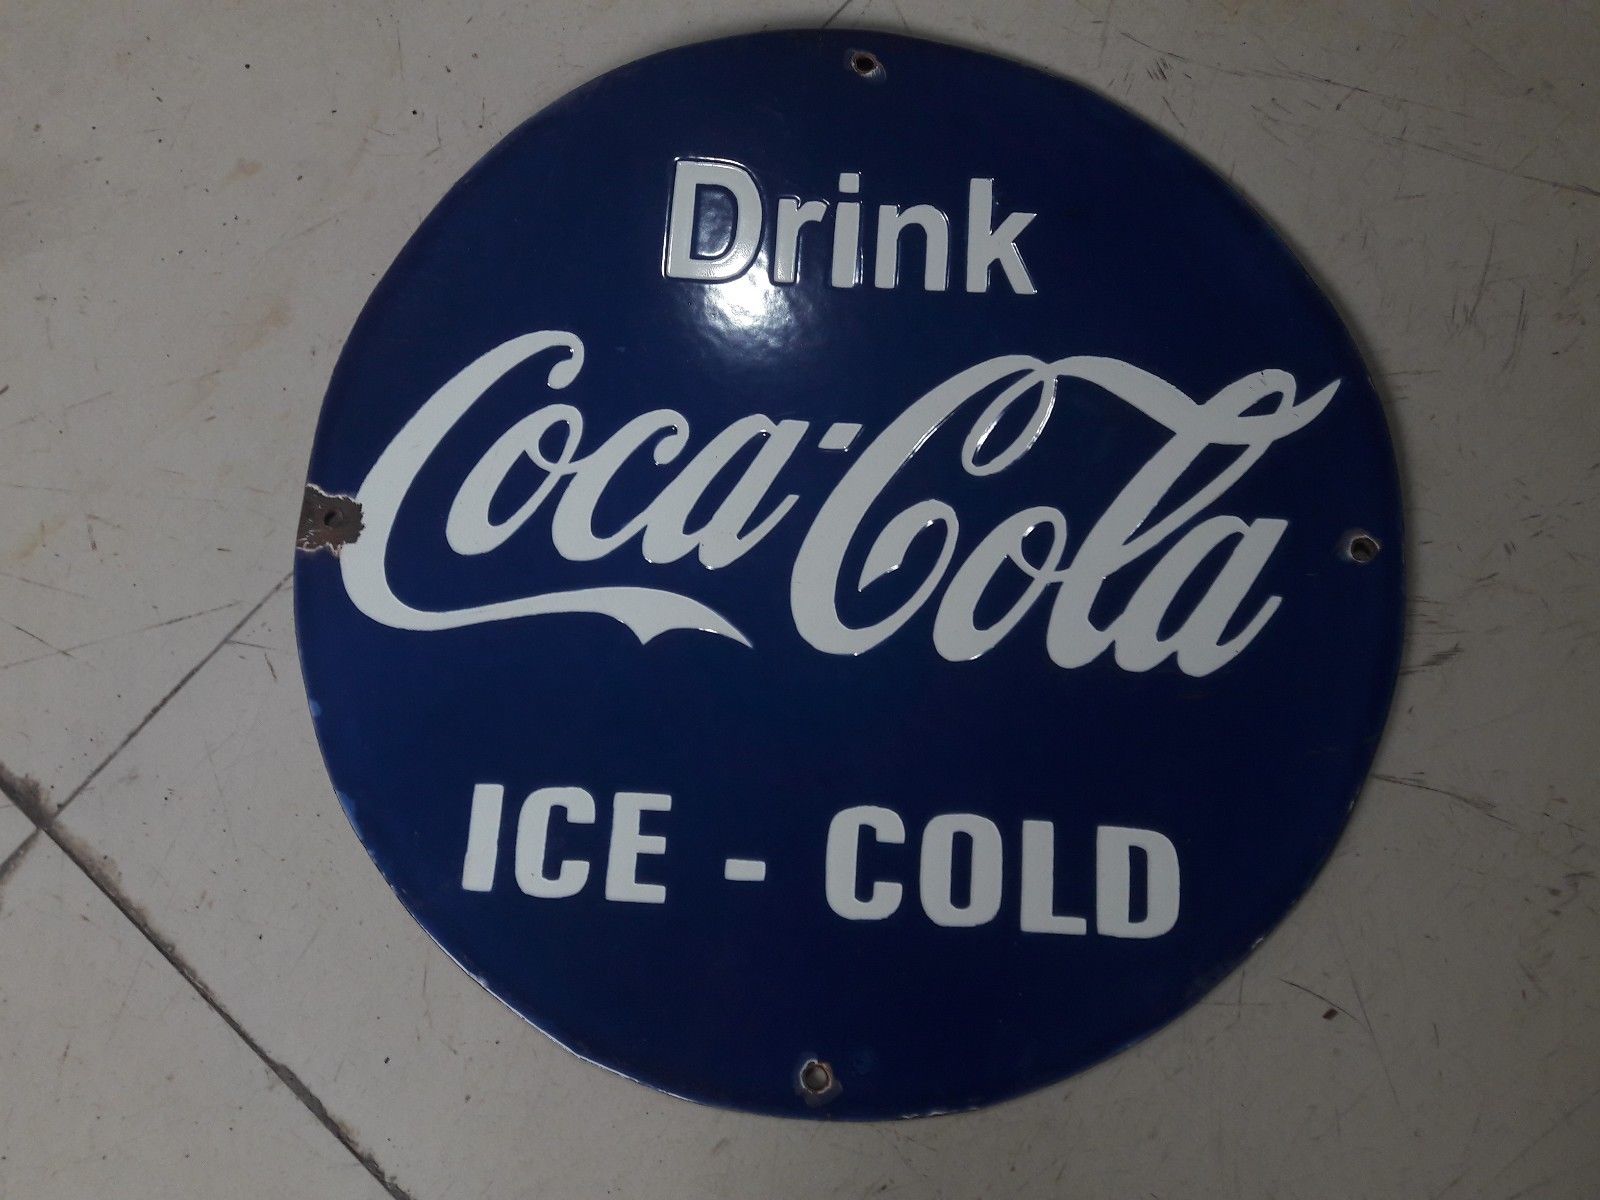 Drink
Coca-Cola
ICE - COLD